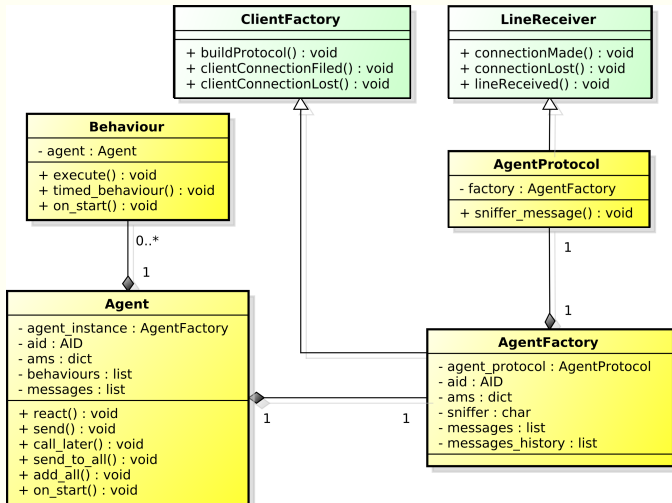 ClientFactory
+ buildProtocol() : void
+ clientConnectionFiled() : void
+ clientConnectionLost() : void
LineReceiver
+ connectionMade() : void
+ connectionLost() : void
+ lineReceived() : void
Behaviour
- agent : Agent
+ execute() : void
+ timed_behaviour() : void
+ on_start() : void
AgentProtocol
- factory : AgentFactory
+ sniffer_message() : void
0..*
1
1
1
Agent
- agent_instance : AgentFactory
- aid : AID
- ams : dict
- behaviours : list
- messages : list
+ react() : void
+ send() : void
+ call_later() : void
+ send_to_all() : void
+ add_all() : void
+ on_start() : void
1
1
AgentFactory
- agent_protocol : AgentProtocol
- aid : AID
- ams : dict
- sniffer : char
- messages : list
- messages_history : list